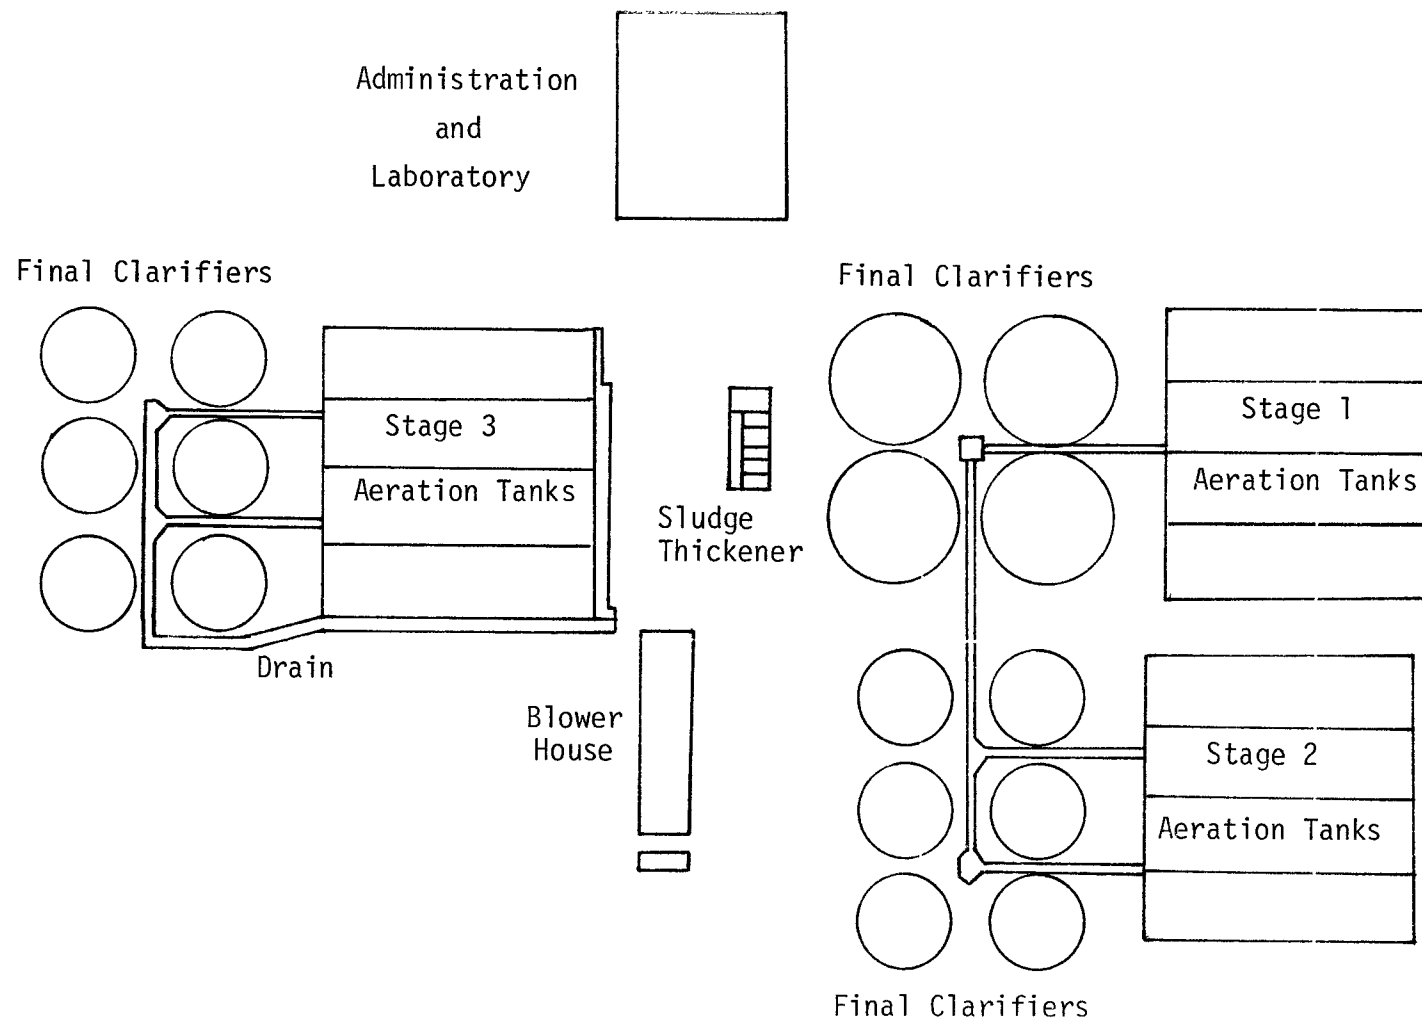 Administration
and
Laboratory
Final Clarifiers
Final Clarifiers
Stage 3
Aeration Tanks
Stage 1
Aeration Tanks
Sludge
Thickener
Drain
Blower
House
Stage 2
Aeration Tanks
Final Clarifiers